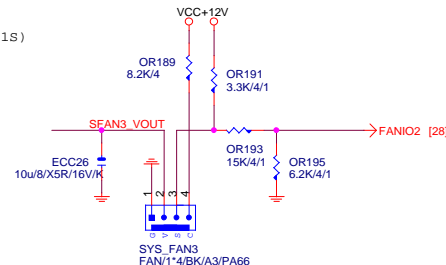 VCC+12V
1S)
OR189
8.2K/4
OR191
3.3K/4/1
SFAN3_VOUT
FANIO2 [28]
OR193
15K/4/1
OR195
6.2K/4/1
ECC26
10u/8/X5R/16V/K
1
2
3
4
G
V
S
C
SYS_FAN3
FAN/1*4/BK/A3/PA66